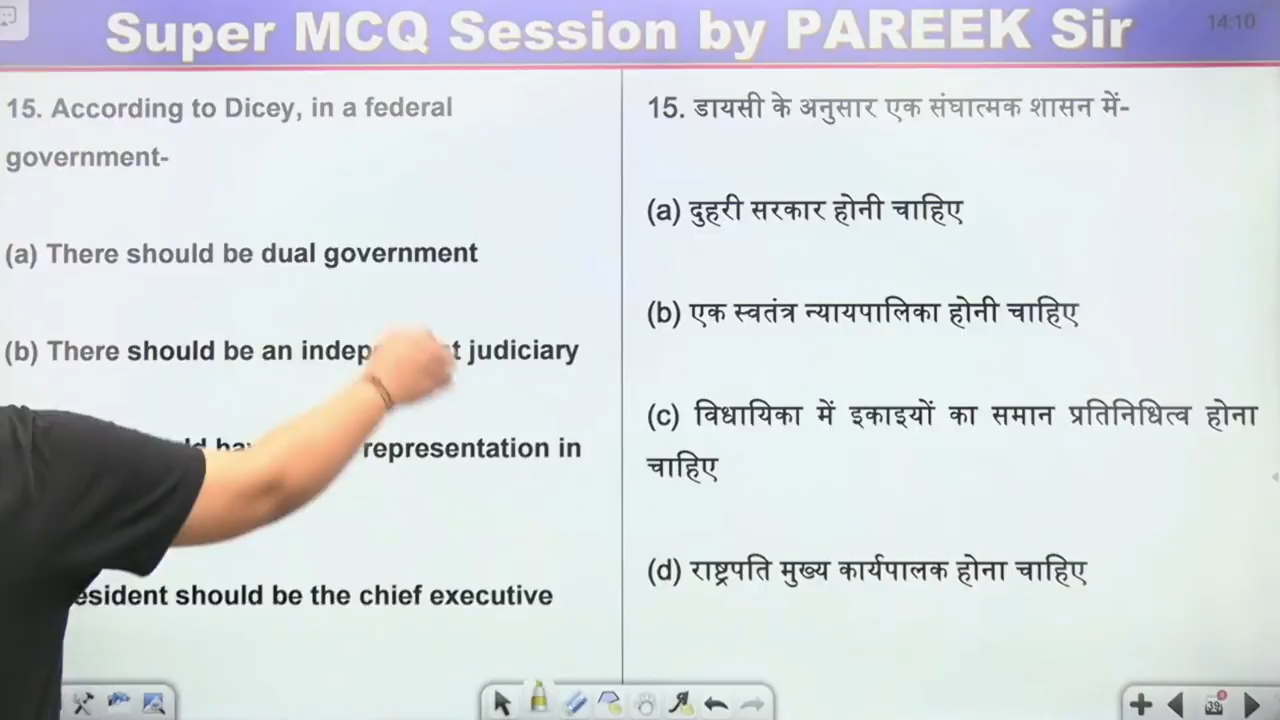 Super MCQ Session by PAREEK Sir
14:10
15. According to Dicey, in a federal
government-
(a) There should be dual government
(b) There should be an judiciary
representation in
should be the chief executive
15. डायसी के अनुसार एक संघात्मक शासन में-
(a) दुहरी सरकार होनी चाहिए
(b) एक स्वतंत्र न्यायपालिका होनी चाहिए
(c) विधायिका में इकाइयों का समान प्रतिनिधित्व होना
चाहिए
(d) राष्ट्रपति मुख्य कार्यपालक होना चाहिए
39